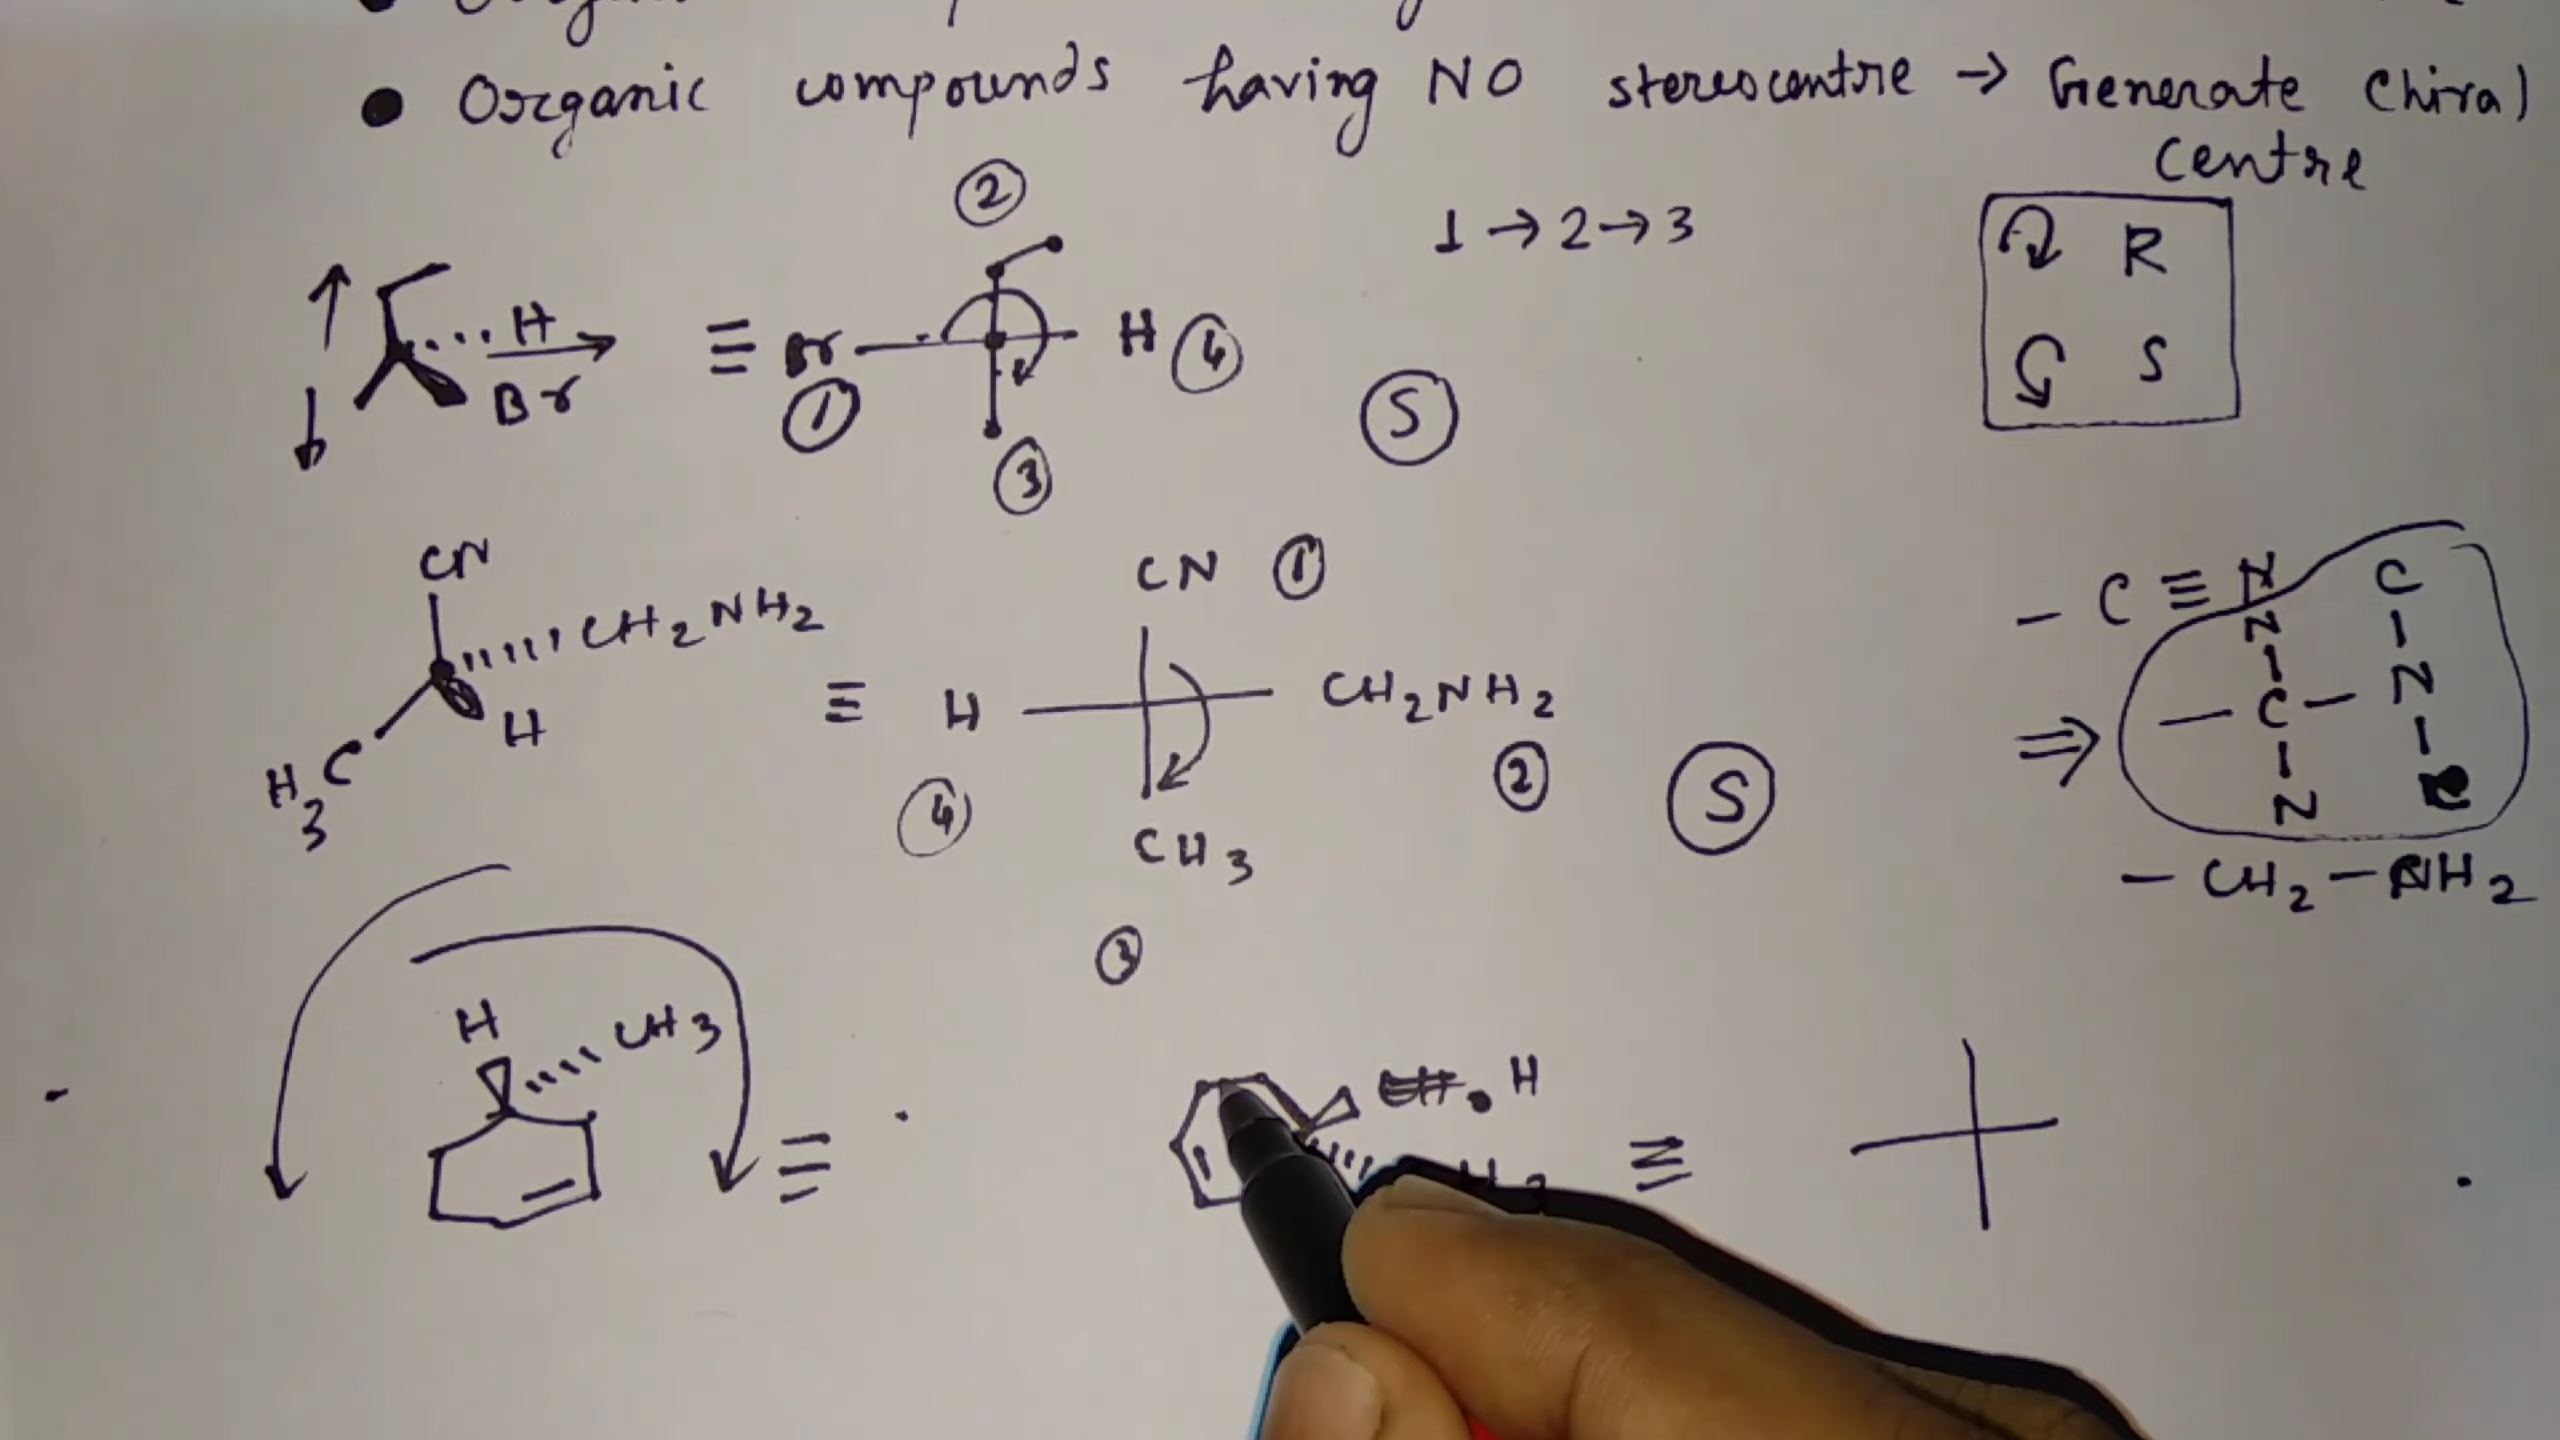 ● Organic compounds having NO stereocentre → Generate Chiral
centre
②
1 → 2 → 3
R
S
H
Br
≡ Br
①
H ④
③
Ⓢ
CN
CH2NH2
H
H3C
≡
CN ①
H
CH2NH2
④
②
CH3
③
Ⓢ
- C ≡ N
⇒
N C
- C - N
N
- CH2 - NH2
H
CH3
≡
H
≡